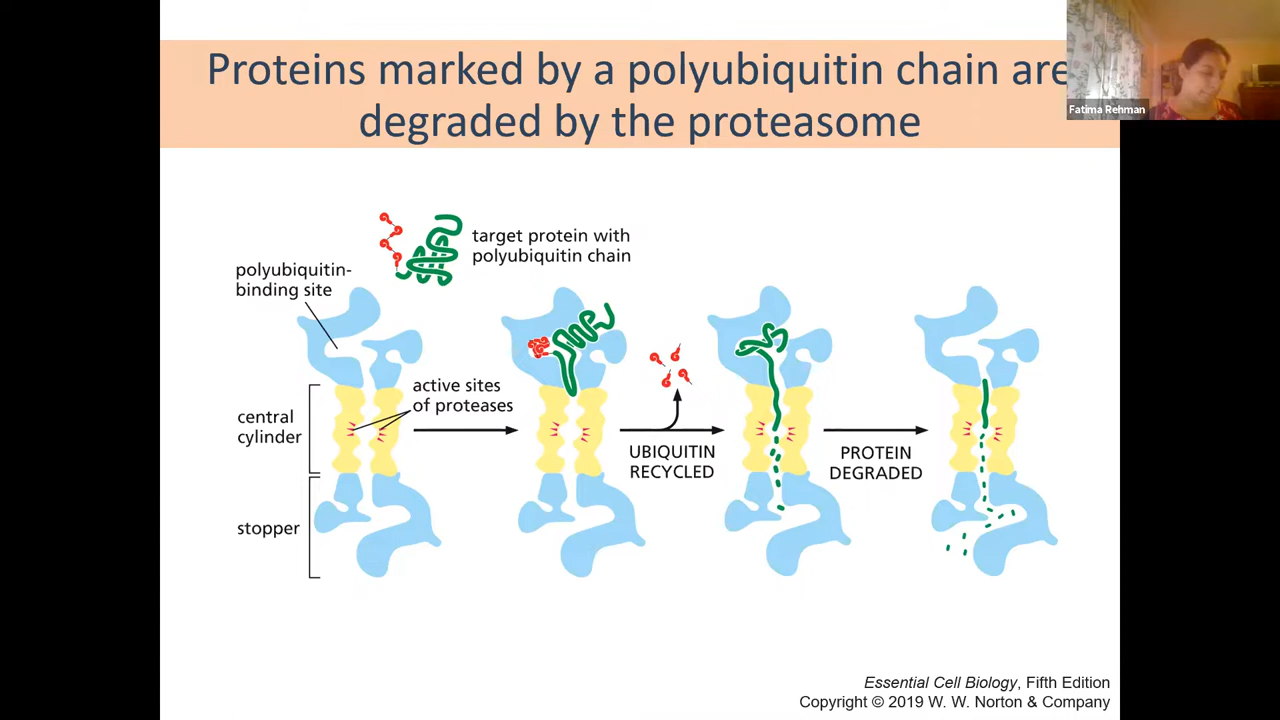 Proteins marked by a polyubiquitin chain are
degraded by the proteasome
Fatima Rehman
target protein with
polyubiquitin chain
polyubiquitin-
binding site
active sites
of proteases
central
cylinder
UBIQUITIN
RECYCLED
PROTEIN
DEGRADED
stopper
Essential Cell Biology, Fifth Edition
Copyright © 2019 W. W. Norton & Company